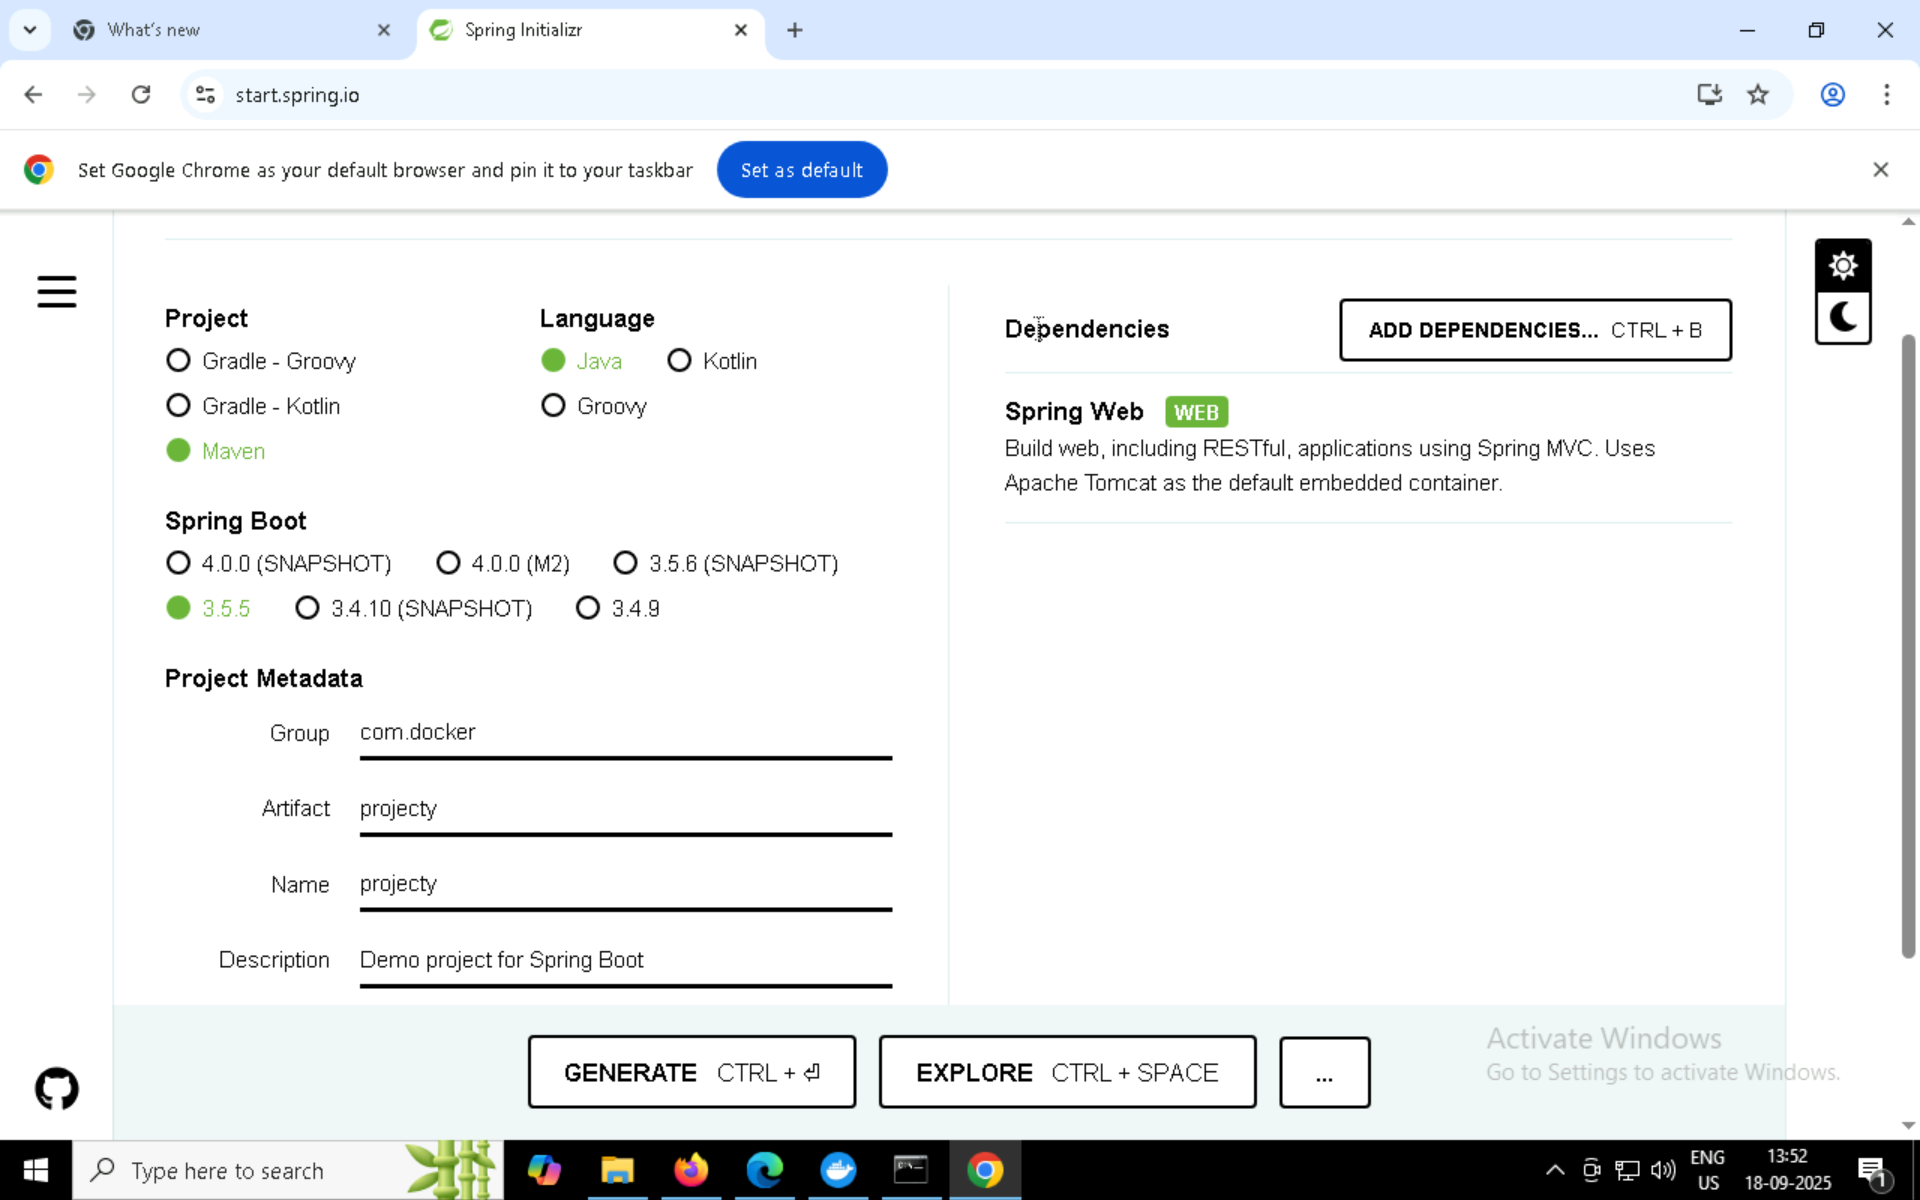 What's new
Spring Initializr
start.spring.io
Set Google Chrome as your default browser and pin it to your taskbar
Set as default
Project
Gradle - Groovy
Gradle - Kotlin
Maven
Language
Java Kotlin
Groovy
Spring Boot
4.0.0 (SNAPSHOT) 4.0.0 (M2) 3.5.6 (SNAPSHOT)
3.5.5 3.4.10 (SNAPSHOT) 3.4.9
Project Metadata
Group com.docker
Artifact projecty
Name projecty
Description Demo project for Spring Boot
Dependencies
ADD DEPENDENCIES... CTRL + B
Spring Web WEB
Build web, including RESTful, applications using Spring MVC. Uses
Apache Tomcat as the default embedded container.
GENERATE CTRL + ⏎
EXPLORE CTRL + SPACE
...
Activate Windows
Go to Settings to activate Windows.
Type here to search
ENG
US
13:52
18-09-2025
1